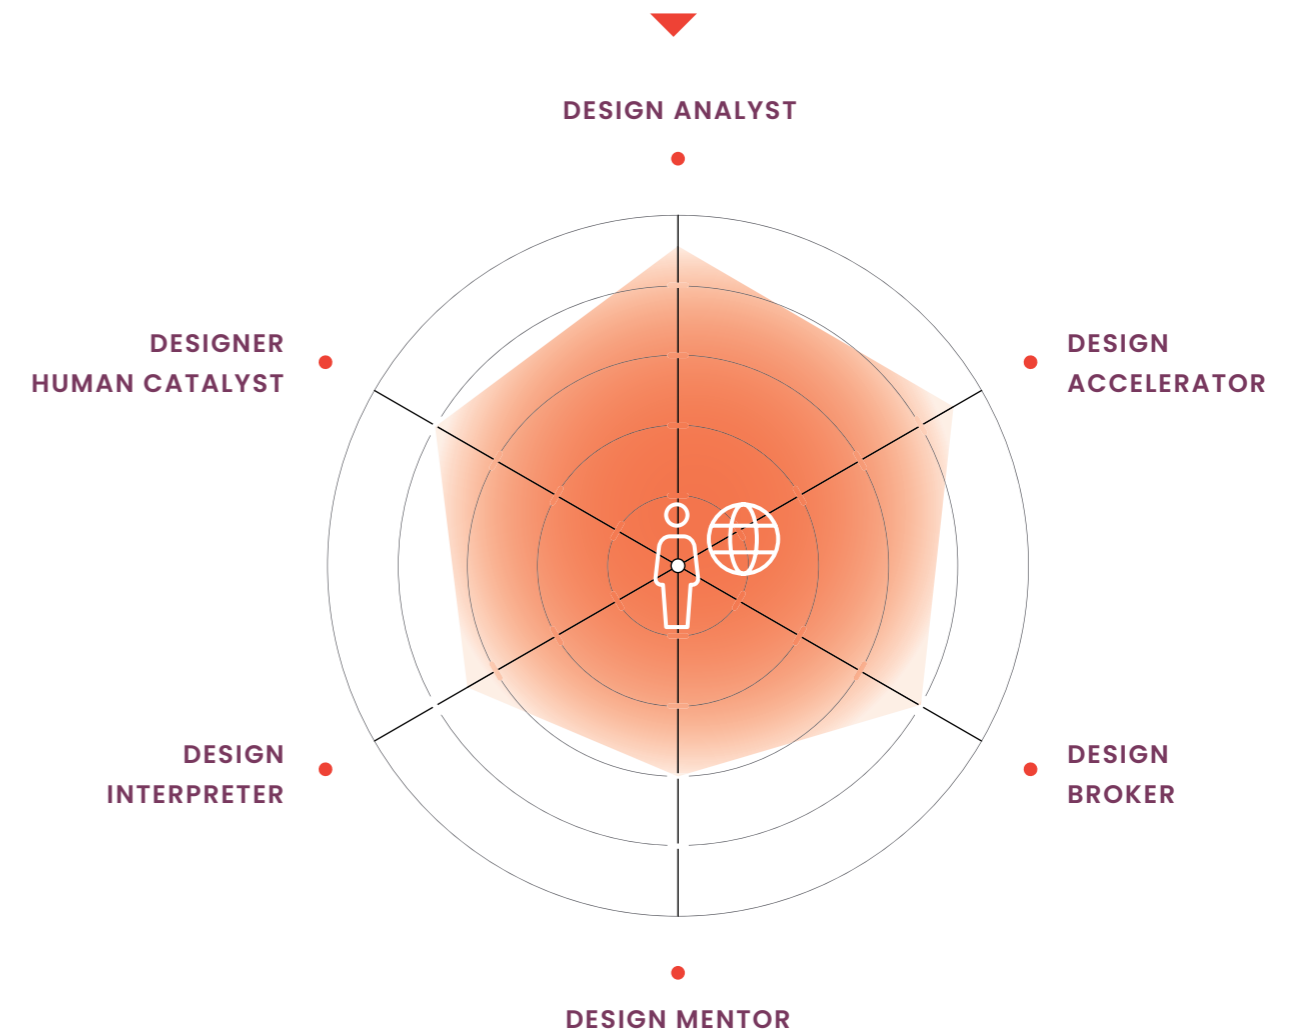 DESIGN ANALYST
DESIGNER
HUMAN CATALYST
DESIGN
ACCELERATOR
DESIGN
INTERPRETER
DESIGN
BROKER
DESIGN MENTOR